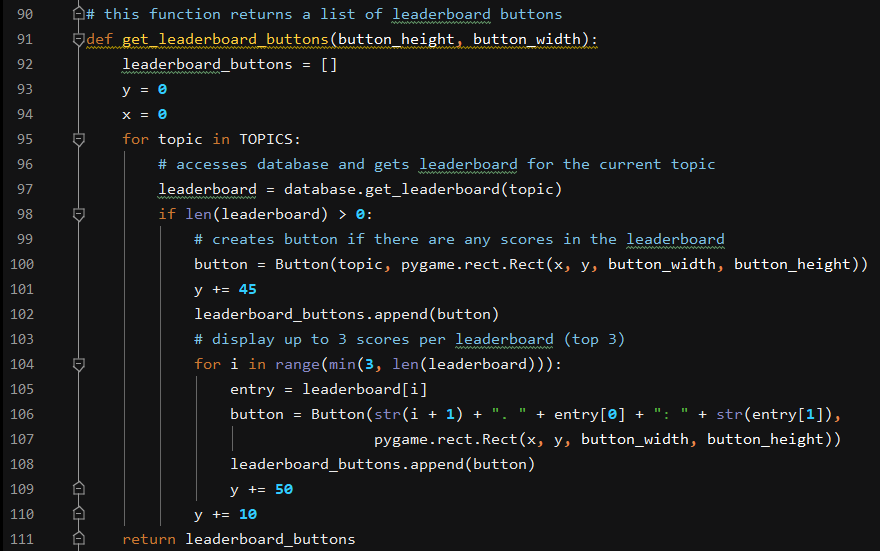 90 # this function returns a list of leaderboard buttons
91 def get_leaderboard_buttons(button_height, button_width):
92     leaderboard_buttons = []
93     y = 0
94     x = 0
95     for topic in TOPICS:
96         # accesses database and gets leaderboard for the current topic
97         leaderboard = database.get_leaderboard(topic)
98         if len(leaderboard) > 0:
99             # creates button if there are any scores in the leaderboard
100             button = Button(topic, pygame.rect.Rect(x, y, button_width, button_height))
101             y += 45
102             leaderboard_buttons.append(button)
103             # display up to 3 scores per leaderboard (top 3)
104             for i in range(min(3, len(leaderboard))):
105                 entry = leaderboard[i]
106                 button = Button(str(i + 1) + ". " + entry[0] + ": " + str(entry[1]),
107                                 pygame.rect.Rect(x, y, button_width, button_height))
108                 leaderboard_buttons.append(button)
109                 y += 50
110             y += 10
111     return leaderboard_buttons